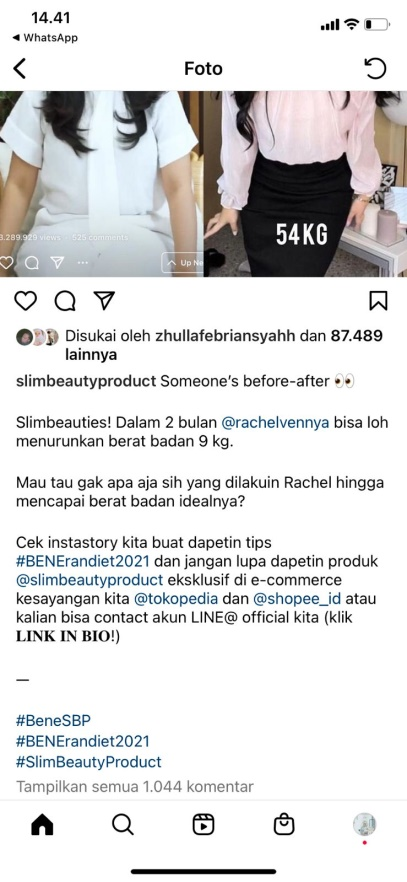 14.41
◀ WhatsApp
Foto
3.289.929 views · 525 comments
54KG
Disukai oleh zhullafebriansyahh dan 87.489
lainnya
slimbeautyproduct Someone's before-after 👀
Slimbeauties! Dalam 2 bulan @rachelvennya bisa loh
menurunkan berat badan 9 kg.
Mau tau gak apa aja sih yang dilakuin Rachel hingga
mencapai berat badan idealnya?
Cek instastory kita buat dapetin tips
#BENErandiet2021 dan jangan lupa dapetin produk
@slimbeautyproduct eksklusif di e-commerce
kesayangan kita @tokopedia dan @shopee_id atau
kalian bisa contact akun LINE@ official kita (klik
𝐋𝐈𝐍𝐊 𝐈𝐍 𝐁𝐈𝐎!)
—
#BeneSBP
#BENErandiet2021
#SlimBeautyProduct
Tampilkan semua 1.044 komentar